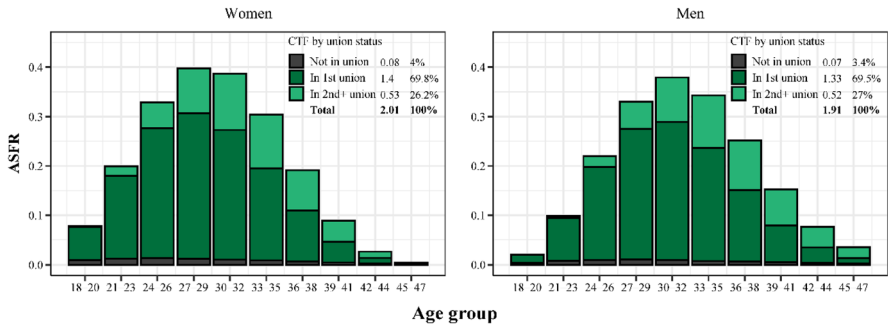 Women
Men
CTF by union status
Not in union 0.08 4%
In 1st union 1.4 69.8%
In 2nd+ union 0.53 26.2%
Total 2.01 100%
CTF by union status
Not in union 0.07 3.4%
In 1st union 1.33 69.5%
In 2nd+ union 0.52 27%
Total 1.91 100%
ASFR
0.4
0.3
0.2
0.1
0.0
0.4
0.3
0.2
0.1
0.0
18 20 21 23 24 26 27 29 30 32 33 35 36 38 39 41 42 44 45 47
18 20 21 23 24 26 27 29 30 32 33 35 36 38 39 41 42 44 45 47
Age group